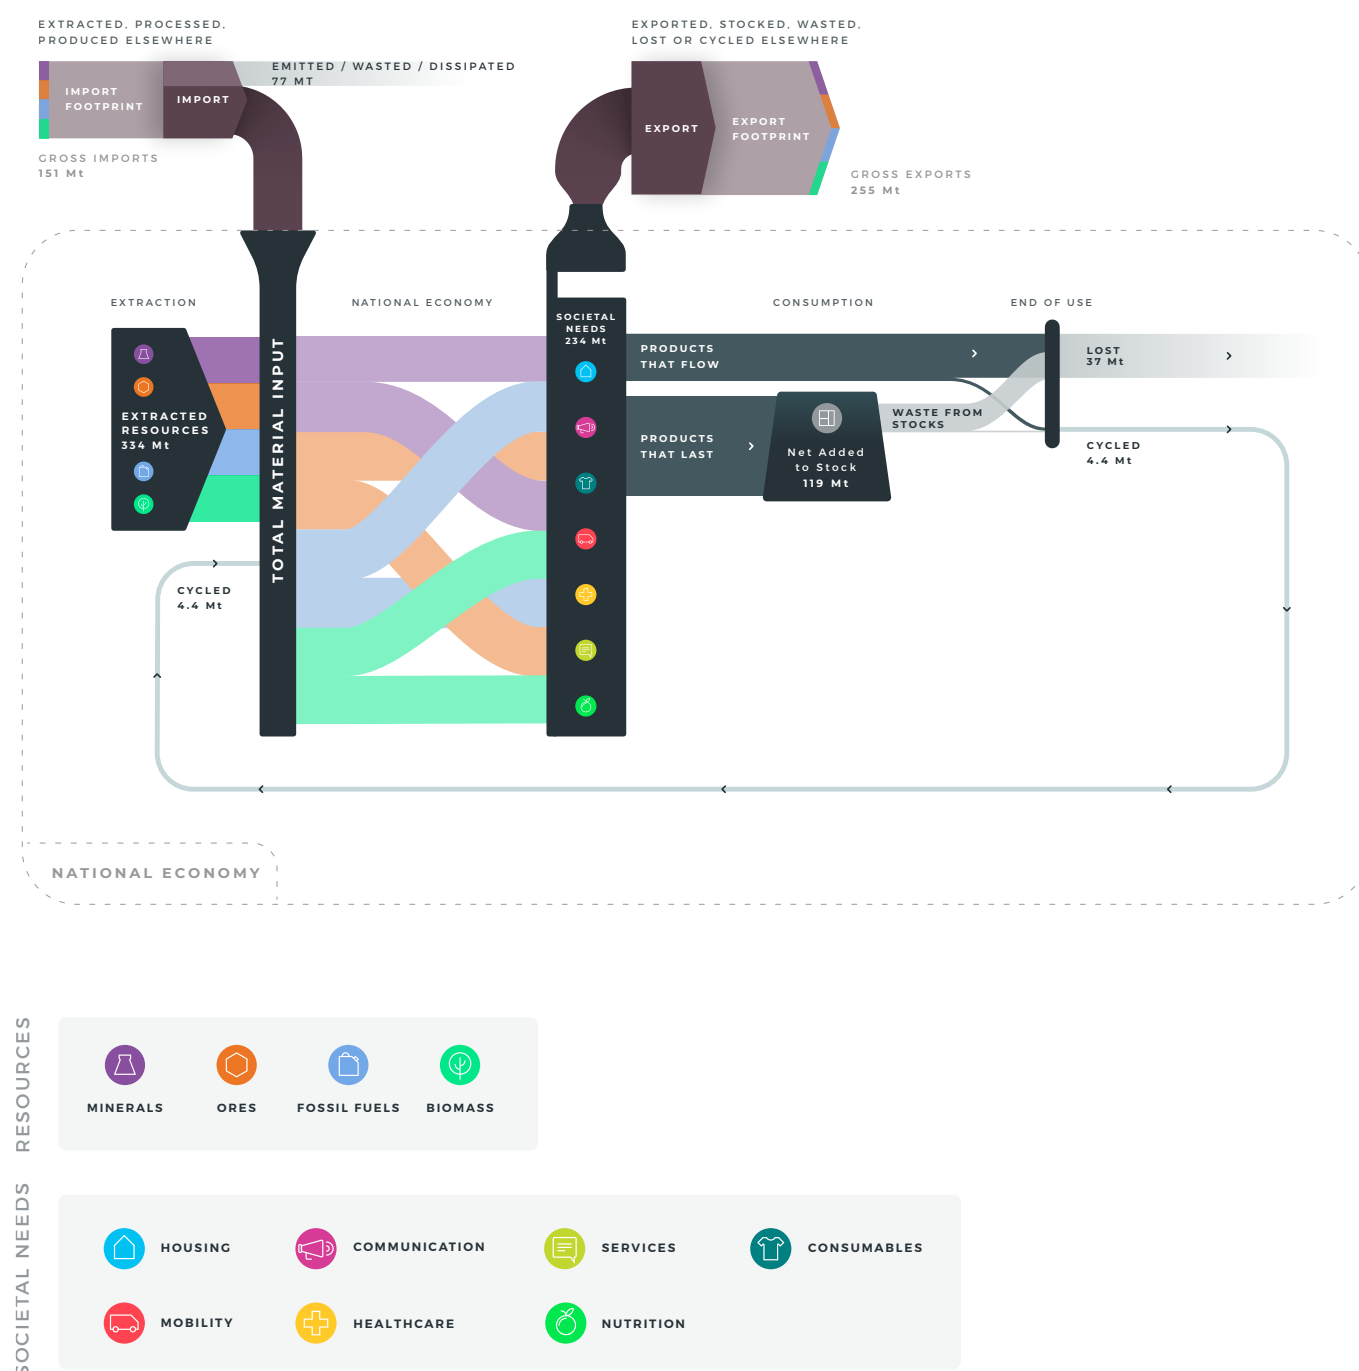 EXTRACTED, PROCESSED,
PRODUCED ELSEWHERE
EXPORTED, STOCKED, WASTED,
LOST OR CYCLED ELSEWHERE
EMITTED / WASTED / DISSIPATED
77 MT
IMPORT
FOOTPRINT
IMPORT
EXPORT
EXPORT
FOOTPRINT
GROSS IMPORTS
151 Mt
GROSS EXPORTS
255 Mt
EXTRACTION
NATIONAL ECONOMY
CONSUMPTION
END OF USE
EXTRACTED
RESOURCES
334 Mt
TOTAL MATERIAL INPUT
SOCIETAL
NEEDS
234 Mt
PRODUCTS
THAT FLOW
PRODUCTS
THAT LAST
Net Added
to Stock
119 Mt
WASTE FROM
STOCKS
LOST
37 Mt
CYCLED
4.4 Mt
CYCLED
4.4 Mt
NATIONAL ECONOMY
RESOURCES
MINERALS
ORES
FOSSIL FUELS
BIOMASS
SOCIETAL NEEDS
HOUSING
COMMUNICATION
SERVICES
CONSUMABLES
MOBILITY
HEALTHCARE
NUTRITION